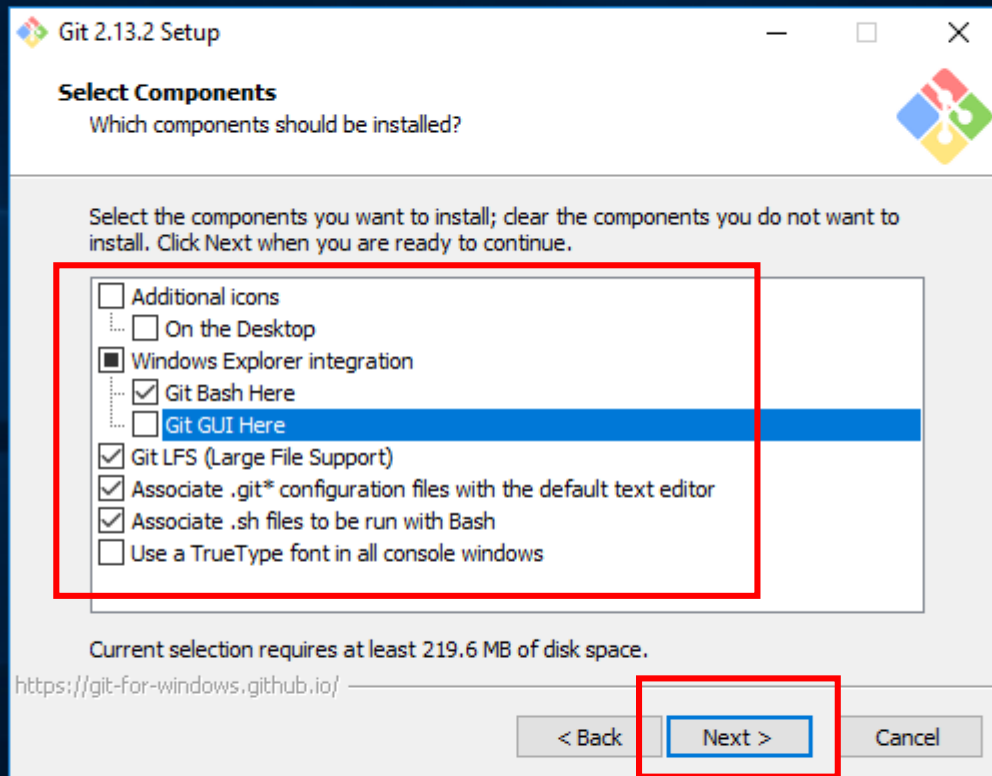 Git 2.13.2 Setup
Select Components
Which components should be installed?
Select the components you want to install; clear the components you do not want to
install. Click Next when you are ready to continue.
Additional icons
On the Desktop
Windows Explorer integration
Git Bash Here
Git GUI Here
Git LFS (Large File Support)
Associate .git* configuration files with the default text editor
Associate .sh files to be run with Bash
Use a TrueType font in all console windows
Current selection requires at least 219.6 MB of disk space.
https://git-for-windows.github.io/
< Back Next > Cancel